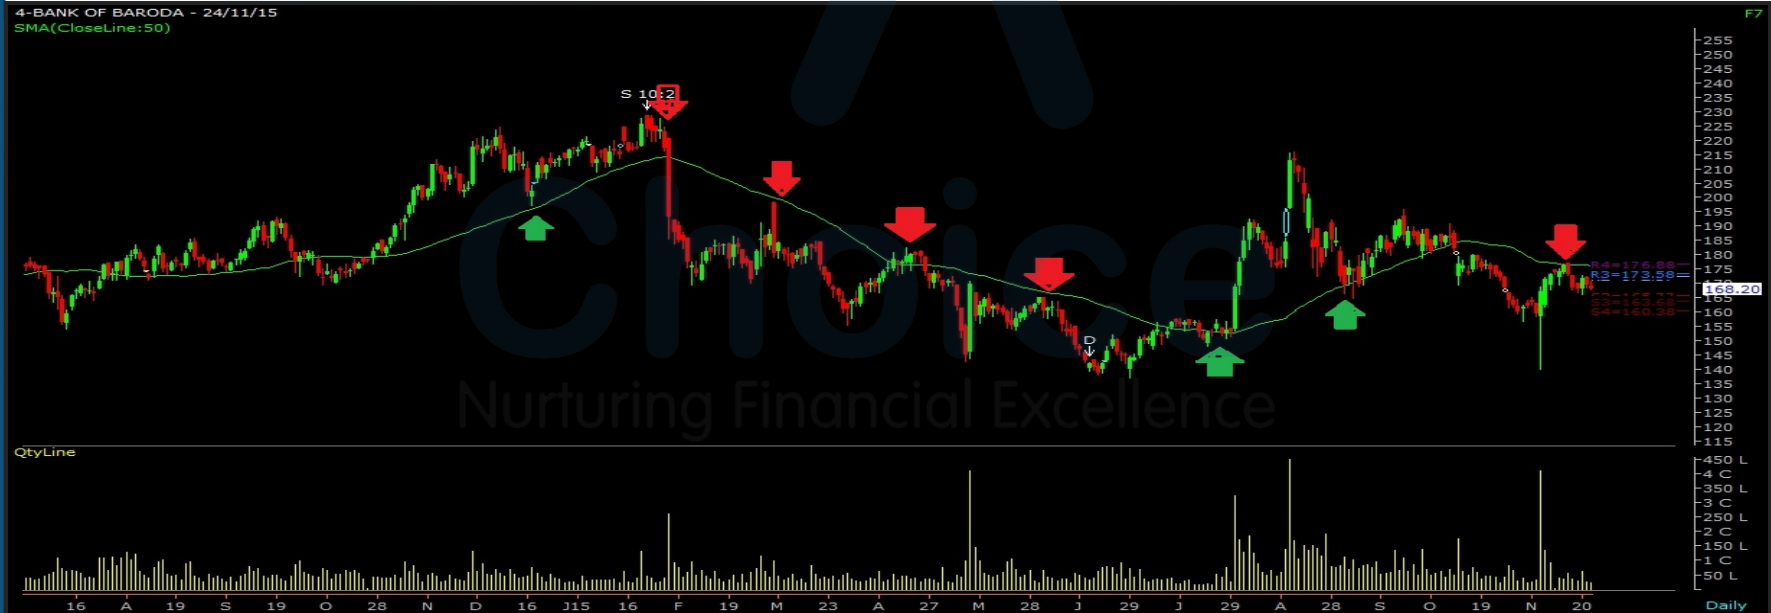 4-BANK OF BARODA - 24/11/15
F7
SMA(CloseLine:50)
255
250
245
240
235
230
225
220
215
210
205
200
195
190
185
180
175
165
160
155
150
145
140
135
130
125
120
115
S 10:2
D
R4=176.88
R3=173.58
168.20
S3=163.68
S4=160.38
Choice
Nurturing Financial Excellence
QtyLine
450 L
4 C
350 L
3 C
250 L
2 C
150 L
1 C
50 L
16 A 19 S 19 O 28 N D 16 J15 16 F 19 M 23 A 27 M 28 J 29 J 29 A 28 S O 19 N 20
Daily